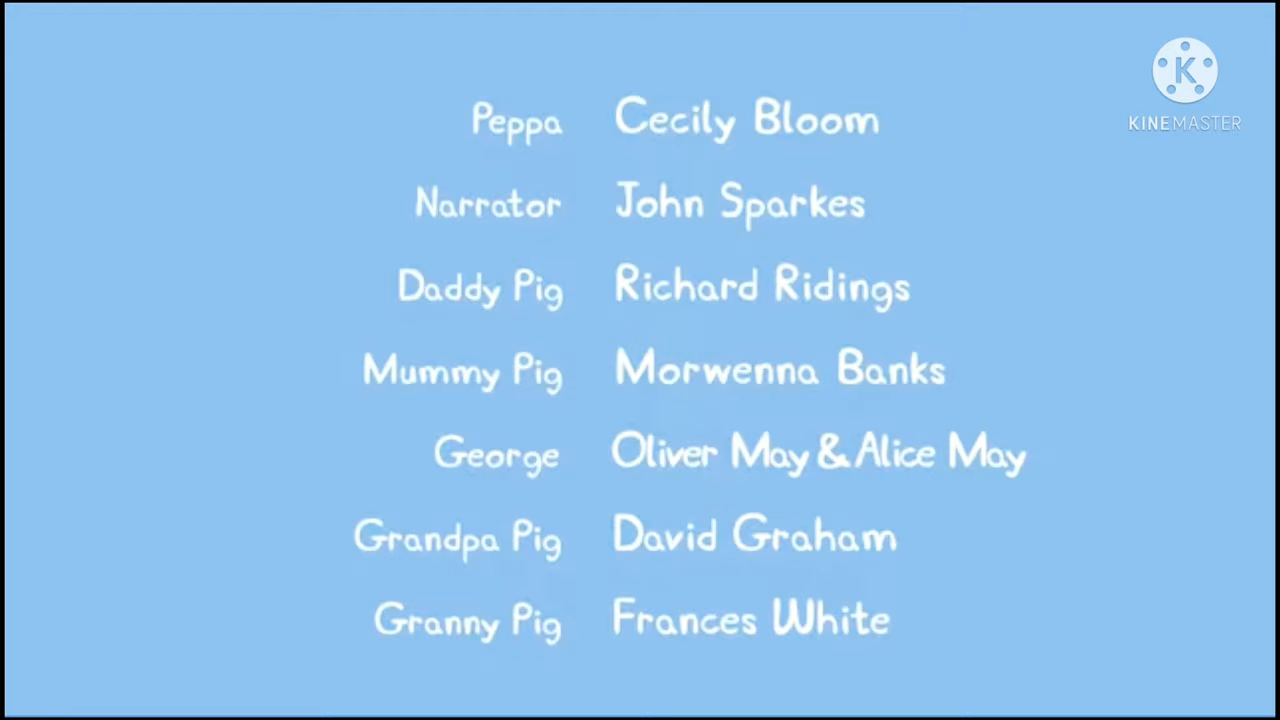 Peppa Cecily Bloom
KINEMASTER
Narrator John Sparkes
Daddy Pig Richard Ridings
Mummy Pig Morwenna Banks
George Oliver May & Alice May
Grandpa Pig David Graham
Granny Pig Frances White